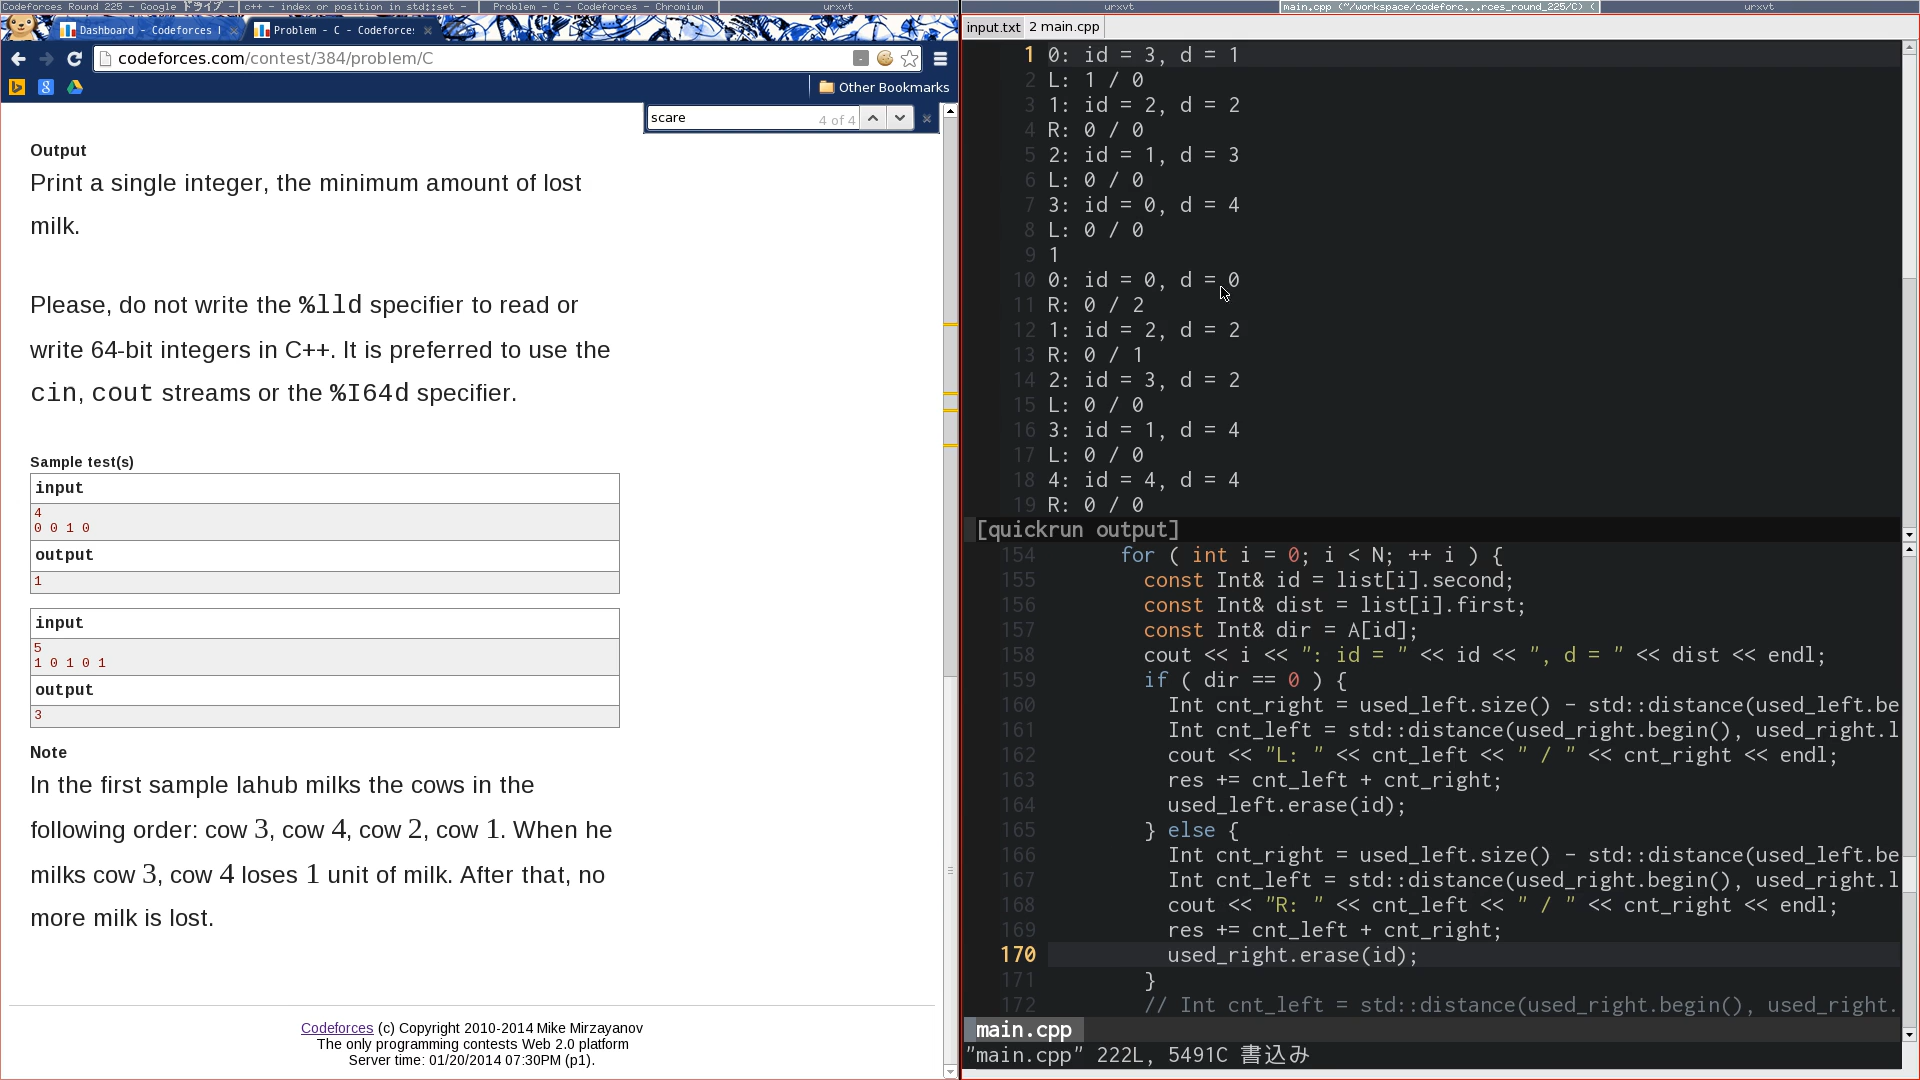 Codeforces Round 225 - Google ドライブ -
c++ - index or position in std::set -
Problem - C - Codeforces - Chromium
urxvt
urxvt
main.cpp (~/workspace/codeforc...rces_round_225/C) (
urxvt
Dashboard - Codeforces
Problem - C - Codeforces
codeforces.com/contest/384/problem/C
Other Bookmarks
scare
4 of 4
Output
Print a single integer, the minimum amount of lost
milk.
Please, do not write the %lld specifier to read or
write 64-bit integers in C++. It is preferred to use the
cin, cout streams or the %I64d specifier.
Sample test(s)
input
4
0 0 1 0
output
1
input
5
1 0 1 0 1
output
3
Note
In the first sample Iahub milks the cows in the
following order: cow 3, cow 4, cow 2, cow 1. When he
milks cow 3, cow 4 loses 1 unit of milk. After that, no
more milk is lost.
Codeforces (c) Copyright 2010-2014 Mike Mirzayanov
The only programming contests Web 2.0 platform
Server time: 01/20/2014 07:30PM (p1).
input.txt 2 main.cpp
1 0: id = 3, d = 1
2 L: 1 / 0
3 1: id = 2, d = 2
4 R: 0 / 0
5 2: id = 1, d = 3
6 L: 0 / 0
7 3: id = 0, d = 4
8 L: 0 / 0
9 1
10 0: id = 0, d = 0
11 R: 0 / 2
12 1: id = 2, d = 2
13 R: 0 / 1
14 2: id = 3, d = 2
15 L: 0 / 0
16 3: id = 1, d = 4
17 L: 0 / 0
18 4: id = 4, d = 4
19 R: 0 / 0
[quickrun output]
154 for ( int i = 0; i < N; ++ i ) {
155 const Int& id = list[i].second;
156 const Int& dist = list[i].first;
157 const Int& dir = A[id];
158 cout << i << ": id = " << id << ", d = " << dist << endl;
159 if ( dir == 0 ) {
160 Int cnt_right = used_left.size() - std::distance(used_left.be
161 Int cnt_left = std::distance(used_right.begin(), used_right.l
162 cout << "L: " << cnt_left << " / " << cnt_right << endl;
163 res += cnt_left + cnt_right;
164 used_left.erase(id);
165 } else {
166 Int cnt_right = used_left.size() - std::distance(used_left.be
167 Int cnt_left = std::distance(used_right.begin(), used_right.l
168 cout << "R: " << cnt_left << " / " << cnt_right << endl;
169 res += cnt_left + cnt_right;
170 used_right.erase(id);
171 }
172 // Int cnt_left = std::distance(used_right.begin(), used_right.
main.cpp
"main.cpp" 222L, 5491C 書込み